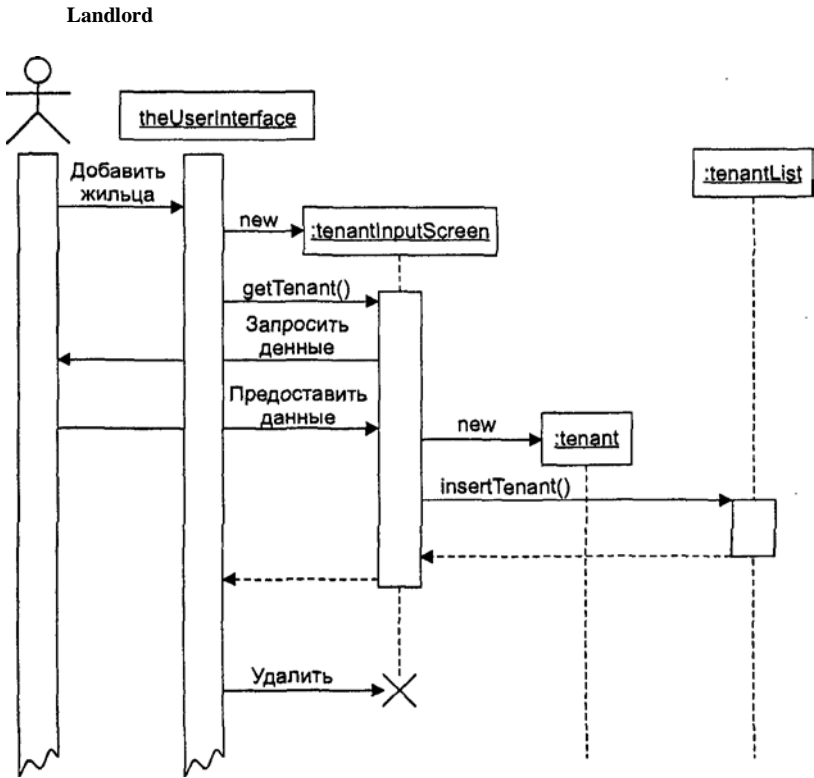 Landlord
theUserInterface
:tenantList
Добавить
жильца
new
:tenantInputScreen
getTenant()
Запросить
денные
Предоставить
данные
new
:tenant
insertTenant()
Удалить